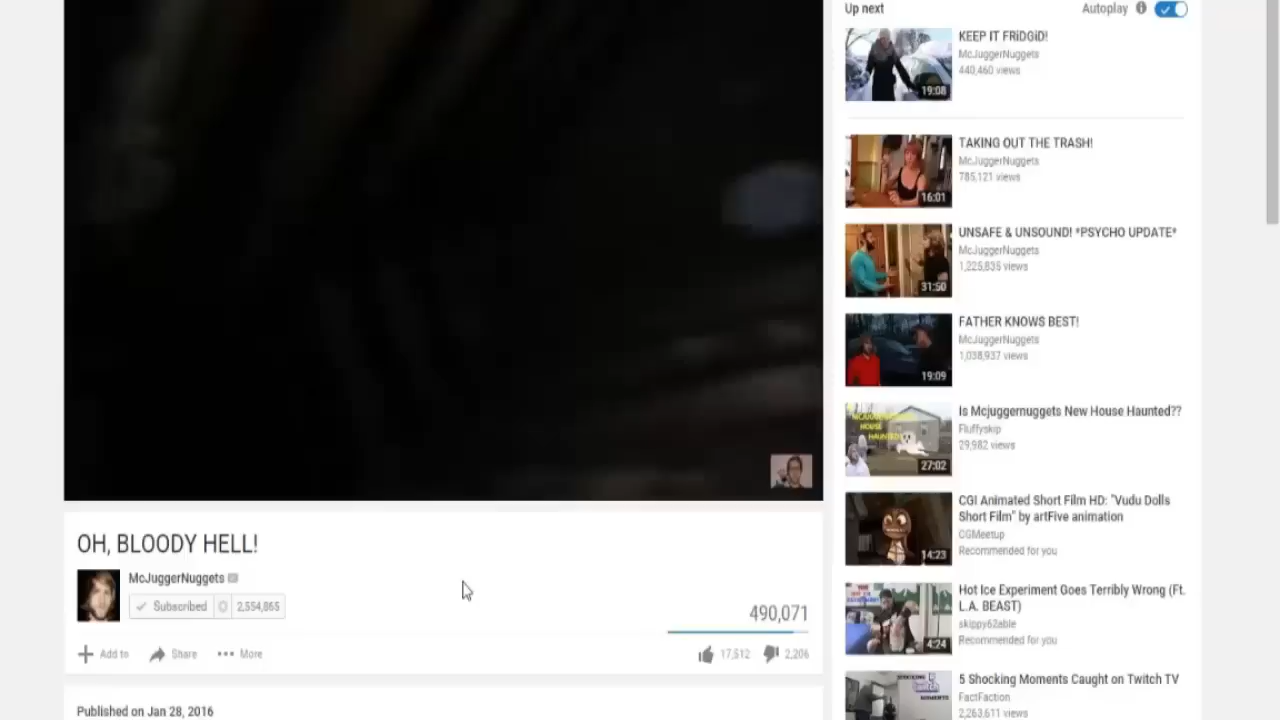 Up next
Autoplay
KEEP IT FRiDGiD!
McJuggerNuggets
440,460 views
19:08
TAKING OUT THE TRASH!
McJuggerNuggets
785,121 views
16:01
UNSAFE & UNSOUND! *PSYCHO UPDATE*
McJuggerNuggets
1,225,835 views
31:50
FATHER KNOWS BEST!
McJuggerNuggets
1,038,937 views
19:09
Is Mcjuggernuggets New House Haunted??
Fluffyskip
29,982 views
HOUSE
27:02
CGI Animated Short Film HD: "Vudu Dolls
Short Film" by artFive animation
CGMeetup
Recommended for you
14:23
Hot Ice Experiment Goes Terribly Wrong (Ft.
L.A. BEAST)
skippy62able
Recommended for you
4:24
5 Shocking Moments Caught on Twitch TV
FactFaction
2,263,611 views
OH, BLOODY HELL!
McJuggerNuggets
Subscribed
2,554,865
490,071
Add to
Share
More
17,512
2,206
Published on Jan 28, 2016